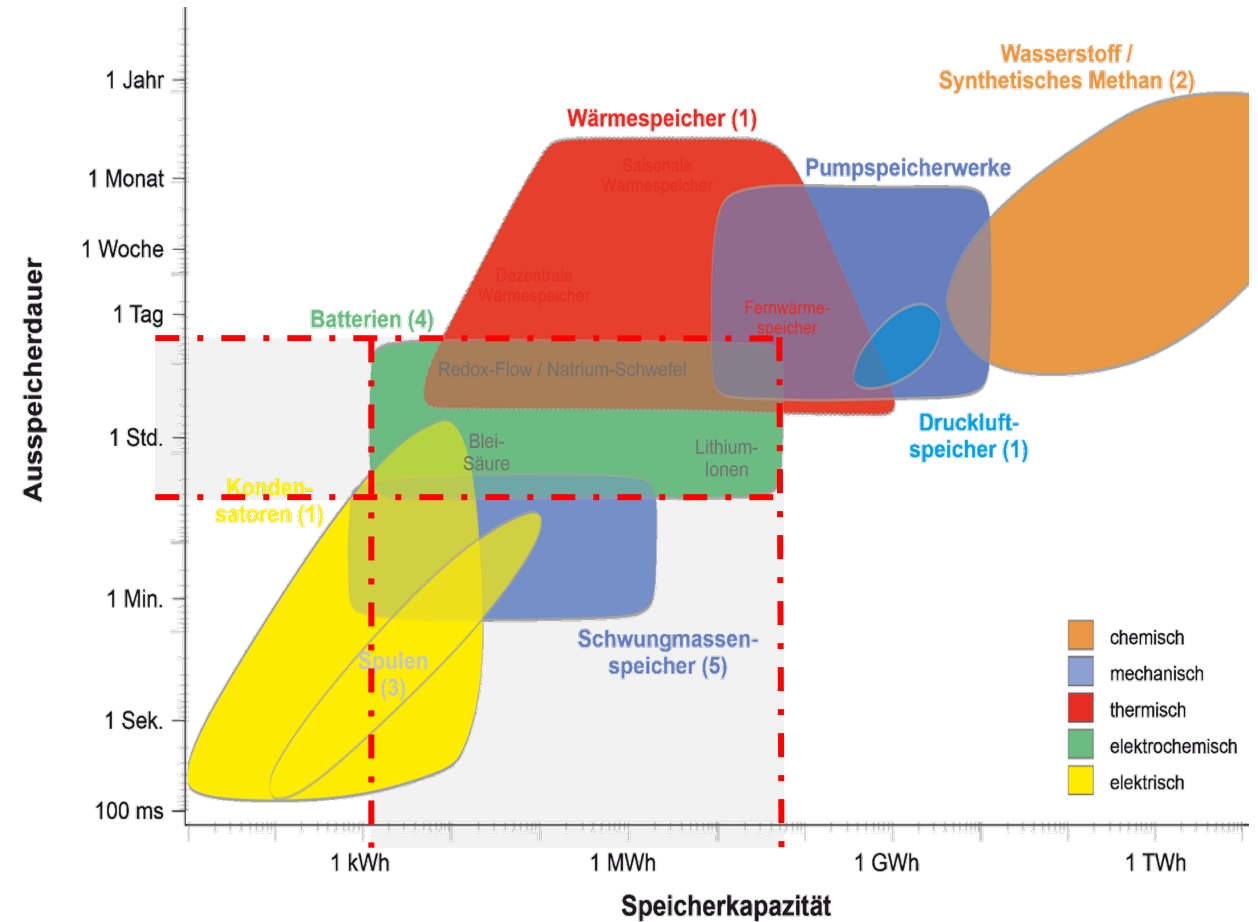 Wasserstoff /
Synthetisches Methan (2)
1 Jahr
Wärmespeicher (1)
Saisonale
Wärmespeicher
Pumpspeicherwerke
1 Monat
1 Woche
Dezentrale
Wärmespeicher
Fernwärme-
speicher
1 Tag
Batterien (4)
Redox-Flow / Natrium-Schwefel
Ausspeicherdauer
1 Std.
Blei-
Säure
Lithium-
Ionen
Druckluft-
speicher (1)
Konden-
satoren (1)
1 Min.
Schwungmassen-
speicher (5)
Spulen
(3)
1 Sek.
100 ms
chemisch
mechanisch
thermisch
elektrochemisch
elektrisch
1 kWh
1 MWh
1 GWh
1 TWh
Speicherkapazität